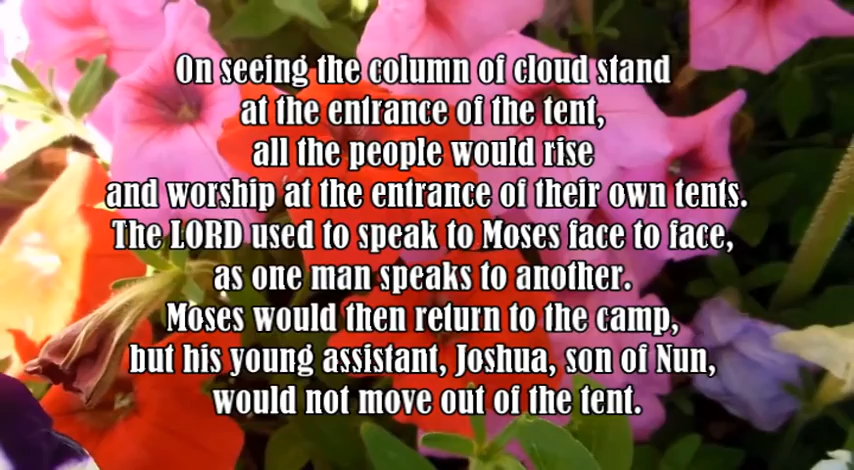 On seeing the column of cloud stand
at the entrance of the tent,
all the people would rise
and worship at the entrance of their own tents.
The LORD used to speak to Moses face to face,
as one man speaks to another.
Moses would then return to the camp,
but his young assistant, Joshua, son of Nun,
would not move out of the tent.